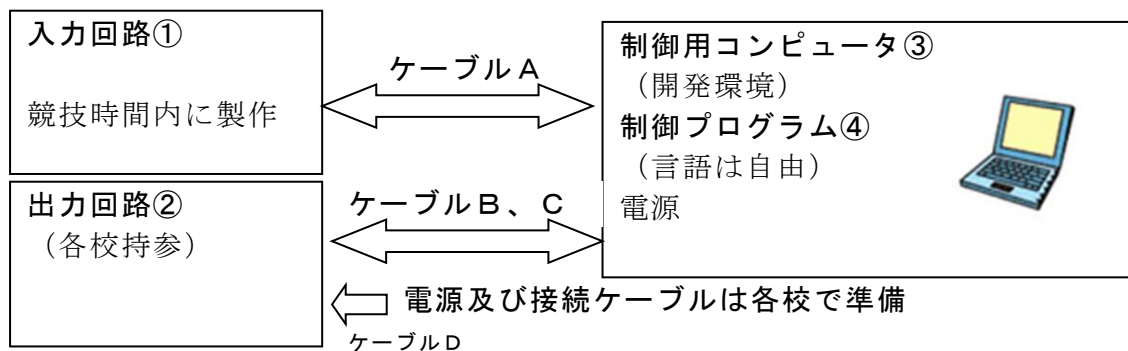 入力回路①
競技時間内に製作
ケーブルA
制御用コンピュータ③
（開発環境）
制御プログラム④
（言語は自由）
電源
出力回路②
（各校持参）
ケーブルB、C
電源及び接続ケーブルは各校で準備
ケーブルD